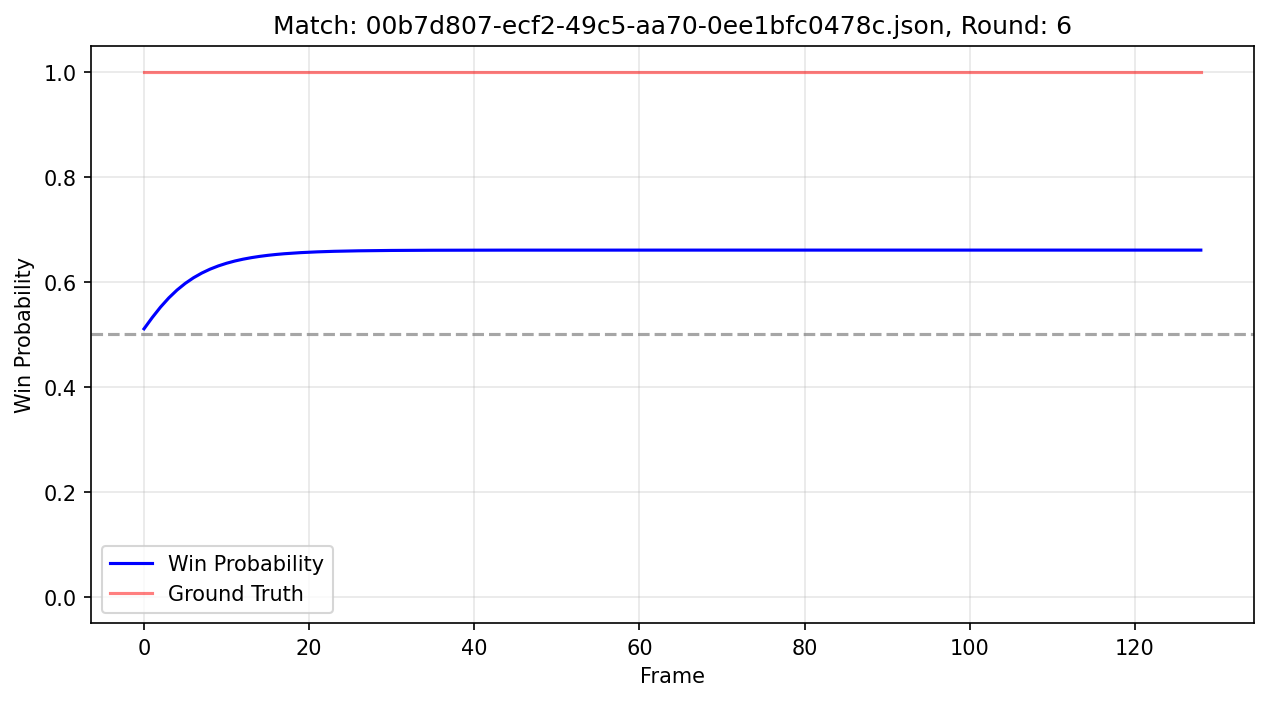 Match: 00b7d807-ecf2-49c5-aa70-0ee1bfc0478c.json, Round: 6
Win Probability
1.0
0.8
0.6
0.4
0.2
0.0
Win Probability
Ground Truth
0 20 40 60 80 100 120
Frame